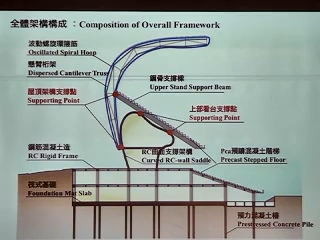 全體架構構成：Composition of Overall Framework
波動螺旋環箍筋
Oscillated Spiral Hoop
懸臂桁架
Dispersed Cantilever Truss
鋼骨支撐樑
Upper Stand Support Beam
屋頂架構支撐點
Supporting Point
上部看台支撐點
Supporting Point
鋼筋混凝土造
RC Rigid Frame
RC曲面支撐架構
Curved RC-wall Saddle
Pca預鑄混凝土階梯
Precast Stepped Floor
筏式基礎
Foundation Mat Slab
預力混凝土樁
Prestressed Concrete Pile